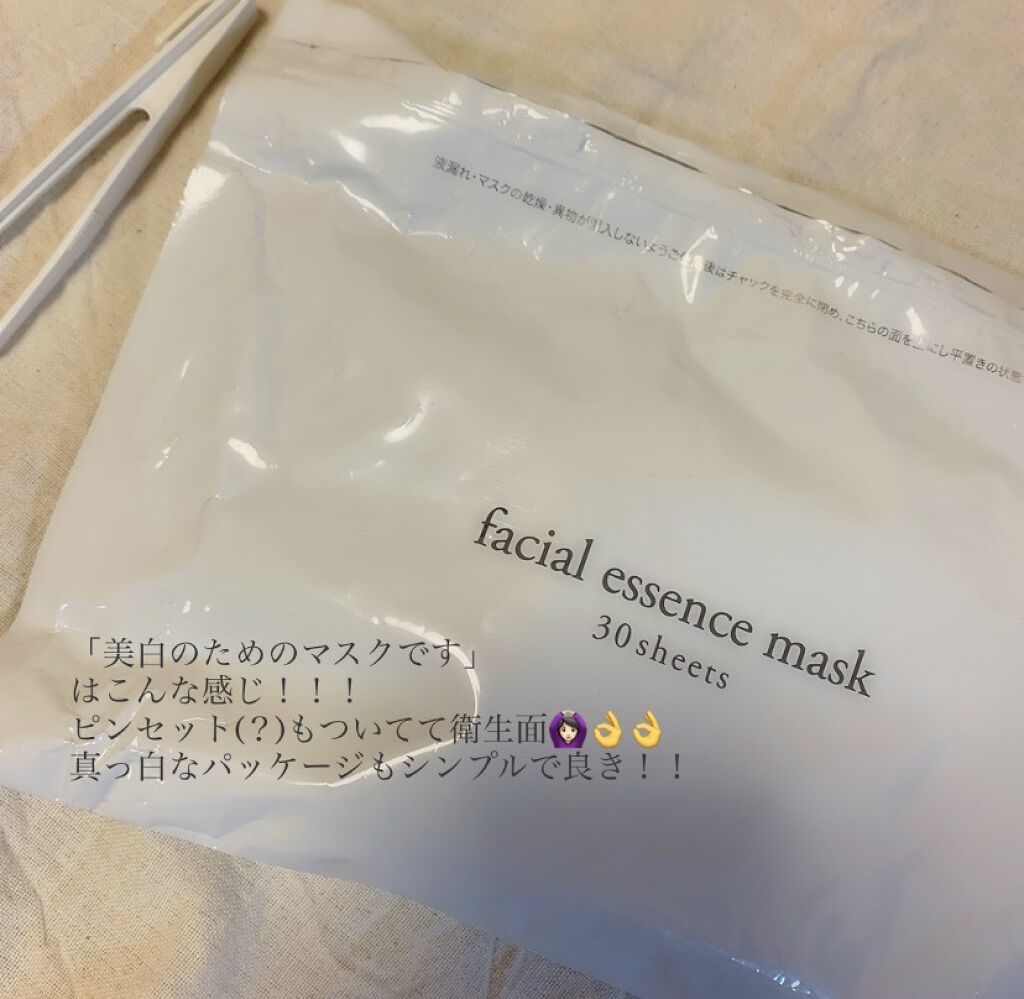 液漏れ・マスクの乾燥・異物が混入しないようご使用後はチャックを完全に閉め、こちらの面を上にし平置きの状態
facial essence mask
30 sheets
「美白のためのマスクです」
はこんな感じ！！！
ピンセット(？)もついてて衛生面🙆🏻‍♀️👌👌
真っ白なパッケージもシンプルで良き！！